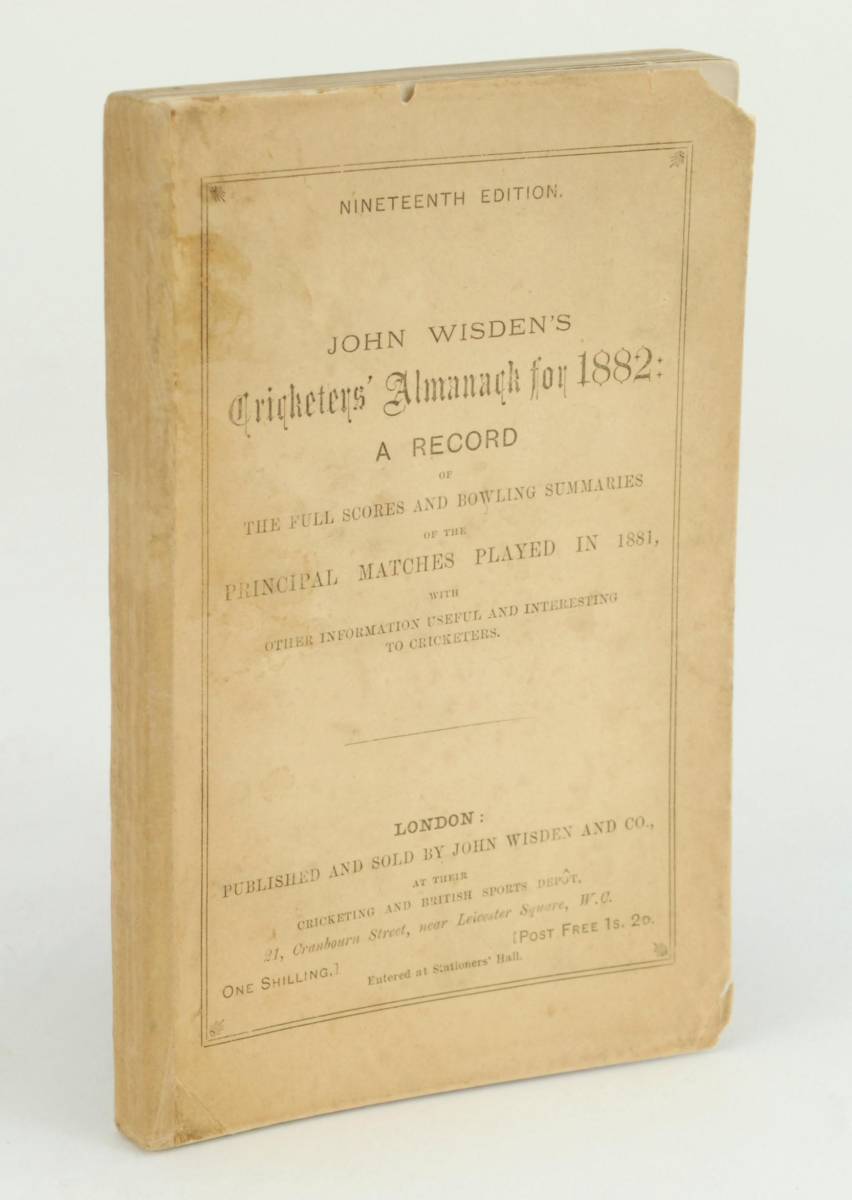 NINETEENTH EDITION.
JOHN WISDEN'S
Cricketers' Almanack for 1882:
A RECORD
OF
THE FULL SCORES AND BOWLING SUMMARIES
OF THE
PRINCIPAL MATCHES PLAYED IN 1881,
WITH
OTHER INFORMATION USEFUL AND INTERESTING
TO CRICKETERS.
LONDON:
PUBLISHED AND SOLD BY JOHN WISDEN AND CO.,
AT THEIR
CRICKETING AND BRITISH SPORTS DEPÔT,
21, Cranbourn Street, near Leicester Square, W.C.
ONE SHILLING.] [POST FREE 1S. 2D.
Entered at Stationers' Hall.